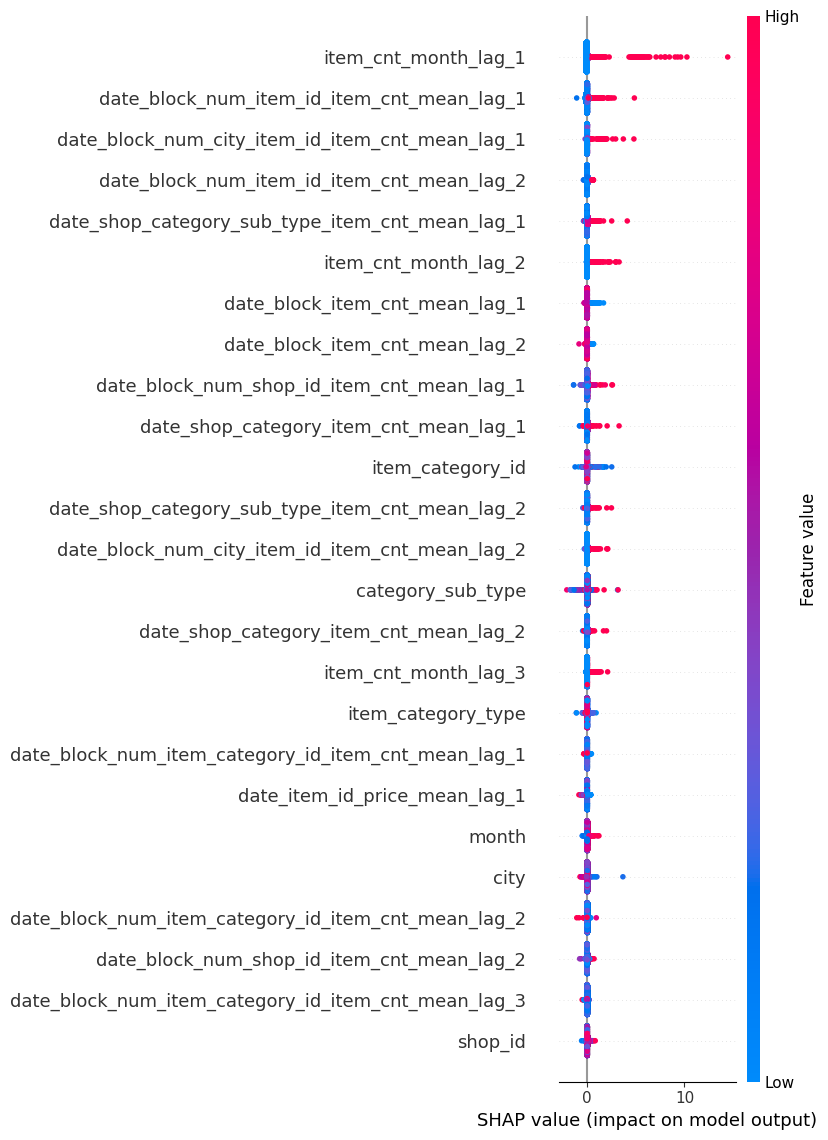 High
item_cnt_month_lag_1
date_block_num_item_id_item_cnt_mean_lag_1
date_block_num_city_item_id_item_cnt_mean_lag_1
date_block_num_item_id_item_cnt_mean_lag_2
date_shop_category_sub_type_item_cnt_mean_lag_1
item_cnt_month_lag_2
date_block_item_cnt_mean_lag_1
date_block_item_cnt_mean_lag_2
date_block_num_shop_id_item_cnt_mean_lag_1
date_shop_category_item_cnt_mean_lag_1
item_category_id
date_shop_category_sub_type_item_cnt_mean_lag_2
date_block_num_city_item_id_item_cnt_mean_lag_2
category_sub_type
date_shop_category_item_cnt_mean_lag_2
item_cnt_month_lag_3
item_category_type
date_block_num_item_category_id_item_cnt_mean_lag_1
date_item_id_price_mean_lag_1
month
city
date_block_num_item_category_id_item_cnt_mean_lag_2
date_block_num_shop_id_item_cnt_mean_lag_2
date_block_num_item_category_id_item_cnt_mean_lag_3
shop_id
Feature value
Low
0 10
SHAP value (impact on model output)